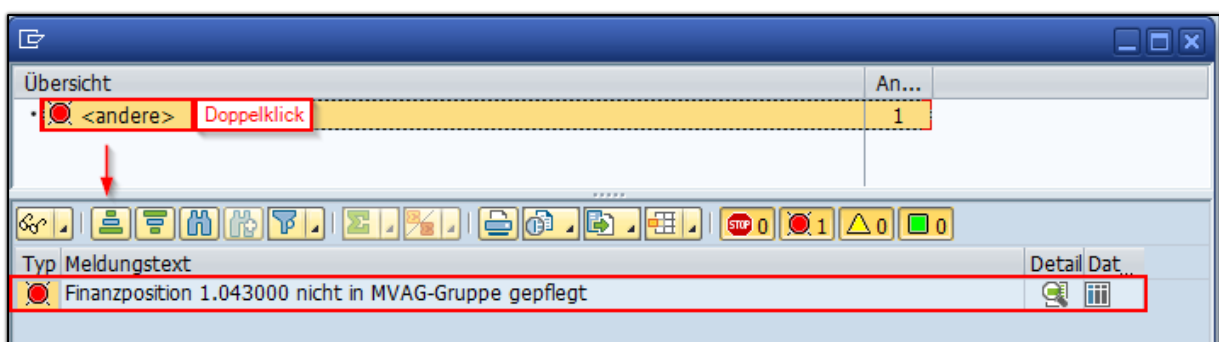 Übersicht An...
<andere> Doppelklick 1
STOP 0 1 0 0
Typ Meldungstext Detail Dat...
Finanzposition 1.043000 nicht in MVAG-Gruppe gepflegt